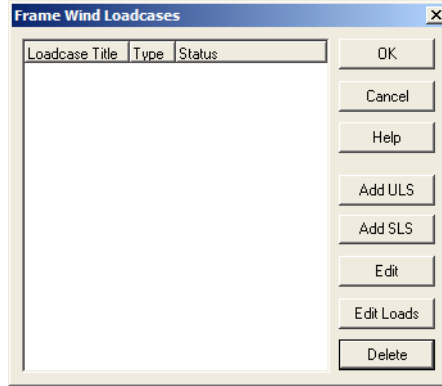 Frame Wind Loadcases
Loadcase Title Type Status
OK
Cancel
Help
Add ULS
Add SLS
Edit
Edit Loads
Delete